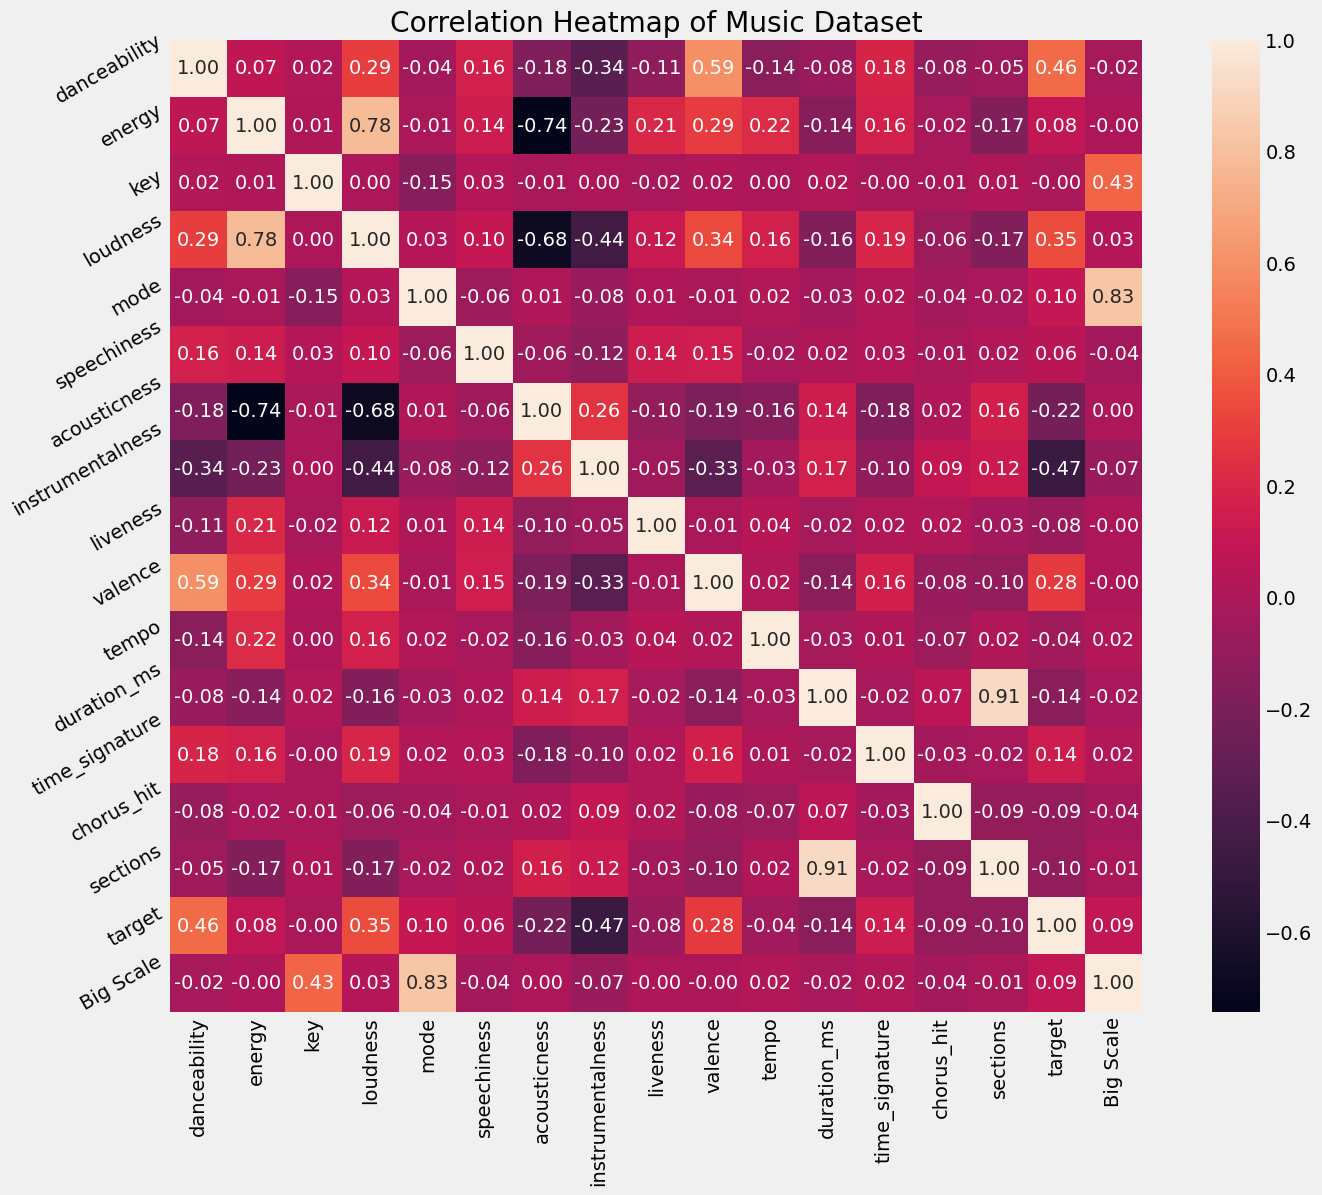 Correlation Heatmap of Music Dataset
danceability 1.00 0.07 0.02 0.29 -0.04 0.16 -0.18 -0.34 -0.11 0.59 -0.14 -0.08 0.18 -0.08 -0.05 0.46 -0.02
energy 0.07 1.00 0.01 0.78 -0.01 0.14 -0.74 -0.23 0.21 0.29 0.22 -0.14 0.16 -0.02 -0.17 0.08 -0.00
key 0.02 0.01 1.00 0.00 -0.15 0.03 -0.01 0.00 -0.02 0.02 0.00 0.02 -0.00 -0.01 0.01 -0.00 0.43
loudness 0.29 0.78 0.00 1.00 0.03 0.10 -0.68 -0.44 0.12 0.34 0.16 -0.16 0.19 -0.06 -0.17 0.35 0.03
mode -0.04 -0.01 -0.15 0.03 1.00 -0.06 0.01 -0.08 0.01 -0.01 0.02 -0.03 0.02 -0.04 -0.02 0.10 0.83
speechiness 0.16 0.14 0.03 0.10 -0.06 1.00 -0.06 -0.12 0.14 0.15 -0.02 0.02 0.03 -0.01 0.02 0.06 -0.04
acousticness -0.18 -0.74 -0.01 -0.68 0.01 -0.06 1.00 0.26 -0.10 -0.19 -0.16 0.14 -0.18 0.02 0.16 -0.22 0.00
instrumentalness -0.34 -0.23 0.00 -0.44 -0.08 -0.12 0.26 1.00 -0.05 -0.33 -0.03 0.17 -0.10 0.09 0.12 -0.47 -0.07
liveness -0.11 0.21 -0.02 0.12 0.01 0.14 -0.10 -0.05 1.00 -0.01 0.04 -0.02 0.02 0.02 -0.03 -0.08 -0.00
valence 0.59 0.29 0.02 0.34 -0.01 0.15 -0.19 -0.33 -0.01 1.00 0.02 -0.14 0.16 -0.08 -0.10 0.28 -0.00
tempo -0.14 0.22 0.00 0.16 0.02 -0.02 -0.16 -0.03 0.04 0.02 1.00 -0.03 0.01 -0.07 0.02 -0.04 0.02
duration_ms -0.08 -0.14 0.02 -0.16 -0.03 0.02 0.14 0.17 -0.02 -0.14 -0.03 1.00 -0.02 0.07 0.91 -0.14 -0.02
time_signature 0.18 0.16 -0.00 0.19 0.02 0.03 -0.18 -0.10 0.02 0.16 0.01 -0.02 1.00 -0.03 -0.02 0.14 0.02
chorus_hit -0.08 -0.02 -0.01 -0.06 -0.04 -0.01 0.02 0.09 0.02 -0.08 -0.07 0.07 -0.03 1.00 -0.09 -0.09 -0.04
sections -0.05 -0.17 0.01 -0.17 -0.02 0.02 0.16 0.12 -0.03 -0.10 0.02 0.91 -0.02 -0.09 1.00 -0.10 -0.01
target 0.46 0.08 -0.00 0.35 0.10 0.06 -0.22 -0.47 -0.08 0.28 -0.04 -0.14 0.14 -0.09 -0.10 1.00 0.09
Big Scale -0.02 -0.00 0.43 0.03 0.83 -0.04 0.00 -0.07 -0.00 -0.00 0.02 -0.02 0.02 -0.04 -0.01 0.09 1.00
danceability energy key loudness mode speechiness acousticness instrumentalness liveness valence tempo duration_ms time_signature chorus_hit sections target Big Scale
1.0
0.8
0.6
0.4
0.2
0.0
−0.2
−0.4
−0.6